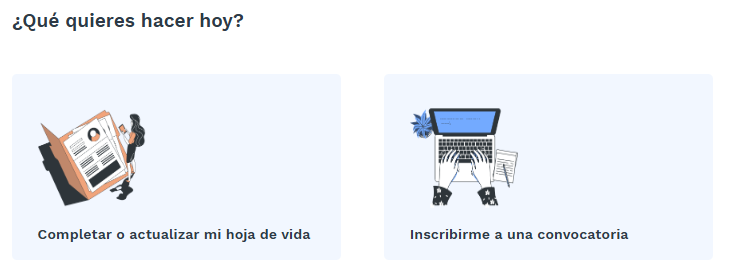 ¿Qué quieres hacer hoy?
Completar o actualizar mi hoja de vida
Inscribirme a una convocatoria